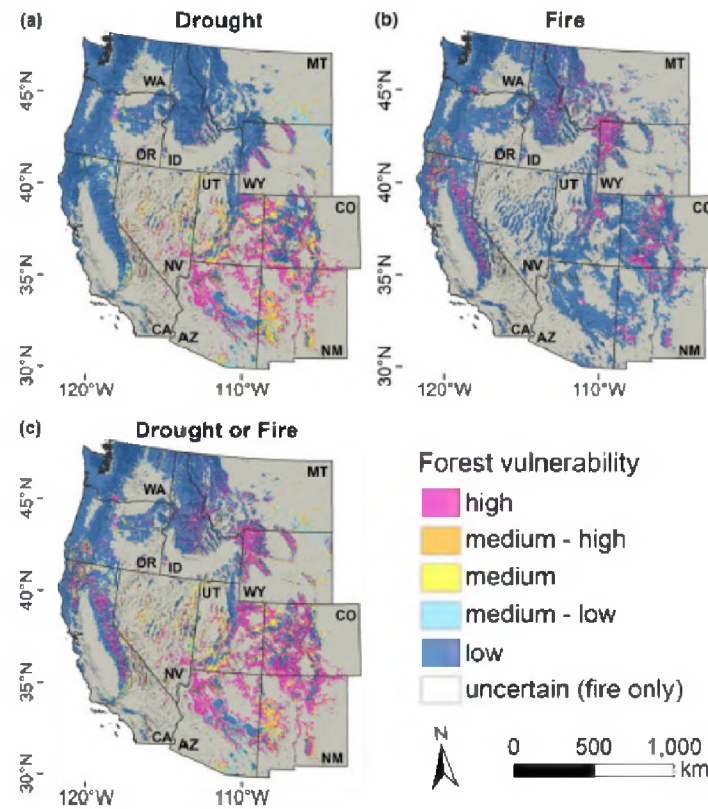 (a) Drought
(b) Fire
45°N
40°N
35°N
30°N
WA
MT
OR
ID
UT
WY
CO
NV
CA
AZ
NM
120°W
110°W
WA
MT
OR
ID
UT
WY
CO
NV
CA
AZ
NM
45°N
40°N
35°N
30°N
120°W
110°W
(c) Drought or Fire
45°N
40°N
35°N
30°N
WA
MT
OR
ID
UT
WY
CO
NV
CA
AZ
NM
120°W
110°W
Forest vulnerability
high
medium - high
medium
medium - low
low
uncertain (fire only)
N
0 500 1,000
km